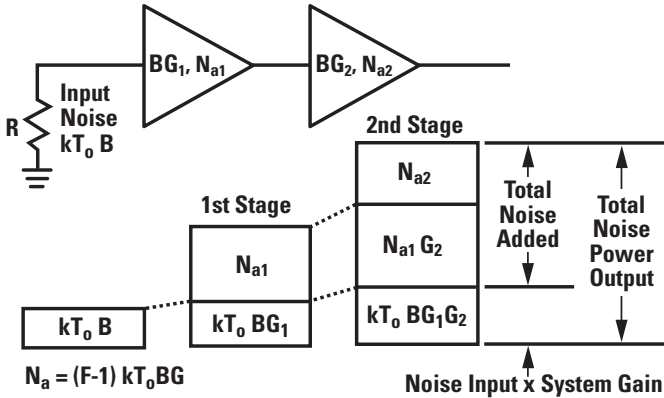 BG₁, Nₐ₁
BG₂, Nₐ₂
R
Input
Noise
kTₒ B
2nd Stage
1st Stage
Nₐ₂
Nₐ₁
Nₐ₁ G₂
kTₒ B
kTₒ BG₁
kTₒ BG₁G₂
Total
Noise
Added
Total
Noise
Power
Output
Nₐ = (F-1) kTₒBG
Noise Input x System Gain